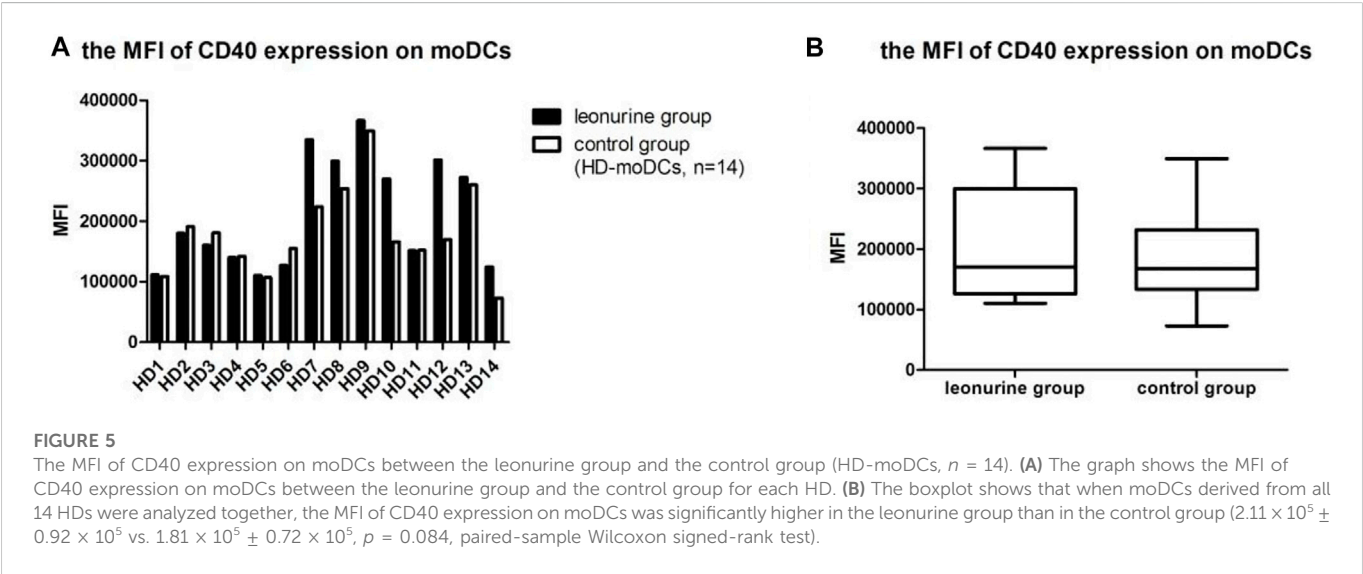 A the MFI of CD40 expression on moDCs
400000
300000
200000
100000
0
MFI
HD1
HD2
HD3
HD4
HD5
HD6
HD7
HD8
HD9
HD10
HD11
HD12
HD13
HD14
leonurine group
control group
(HD-moDCs, n=14)
B the MFI of CD40 expression on moDCs
400000
300000
200000
100000
0
MFI
leonurine group
control group
FIGURE 5
The MFI of CD40 expression on moDCs between the leonurine group and the control group (HD-moDCs, n = 14). (A) The graph shows the MFI of
CD40 expression on moDCs between the leonurine group and the control group for each HD. (B) The boxplot shows that when moDCs derived from all
14 HDs were analyzed together, the MFI of CD40 expression on moDCs was significantly higher in the leonurine group than in the control group (2.11 × 10⁵ ±
0.92 × 10⁵ vs. 1.81 × 10⁵ ± 0.72 × 10⁵, p = 0.084, paired-sample Wilcoxon signed-rank test).